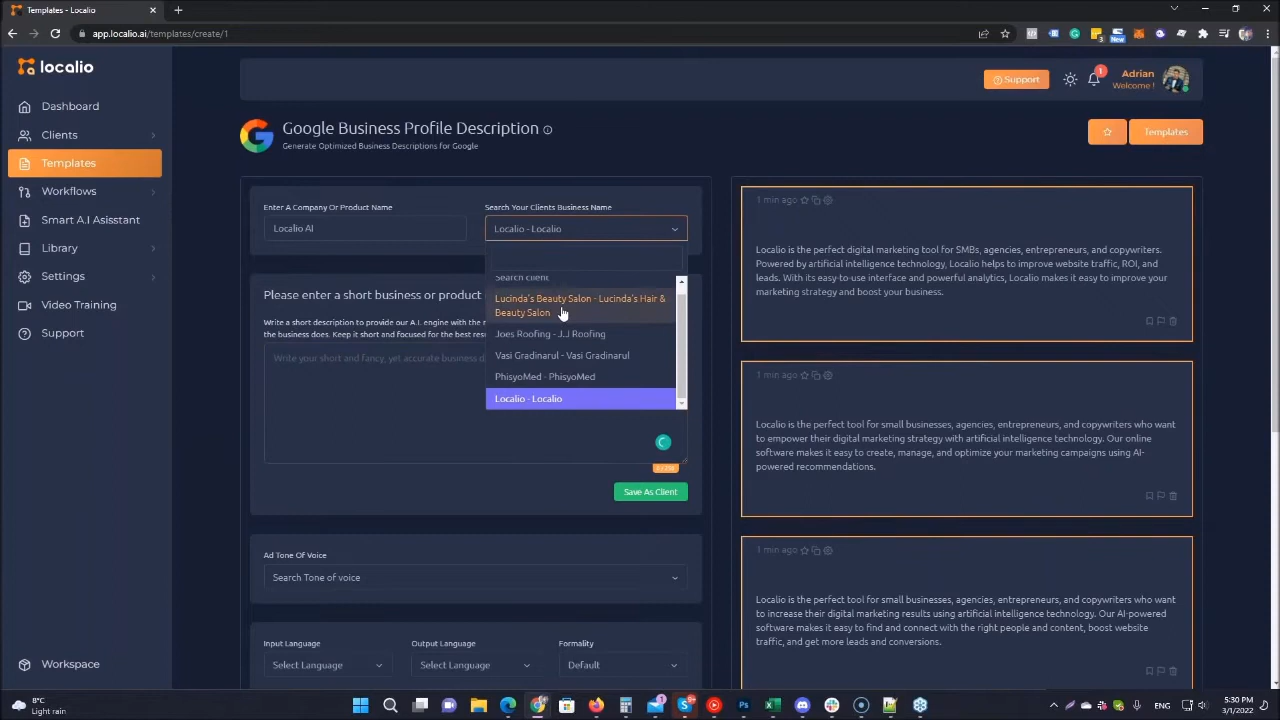 Templates - Localio
app.localio.ai/templates/create/1
New
localio
Dashboard
Clients
Templates
Workflows
Smart A.I Asisstant
Library
Settings
Video Training
Support
Workspace
Support
1
Adrian
Welcome !
Google Business Profile Description
Generate Optimized Business Descriptions for Google
Templates
Enter A Company Or Product Name
Localio AI
Search Your Clients Business Name
Localio - Localio
Search client
Lucinda's Beauty Salon - Lucinda's Hair &
Beauty Salon
Joes Roofing - J.J Roofing
Vasi Gradinarul - Vasi Gradinarul
PhisyoMed - PhisyoMed
Localio - Localio
Please enter a short business or product
Write a short description to provide our A.I. engine with the
the business does. Keep it short and focused for the best
Write your short and fancy, yet accurate business
Save As Client
Ad Tone Of Voice
Search Tone of voice
Input Language
Select Language
Output Language
Select Language
Formality
Default
1 min ago
Localio is the perfect digital marketing tool for SMBs, agencies, entrepreneurs, and copywriters.
Powered by artificial intelligence technology, Localio helps to improve website traffic, ROI, and
leads. With its easy-to-use interface and powerful analytics, Localio makes it easy to improve your
marketing strategy and boost your business.
1 min ago
Localio is the perfect tool for small businesses, agencies, entrepreneurs, and copywriters who want
to empower their digital marketing strategy with artificial intelligence technology. Our online
software makes it easy to create, manage, and optimize your marketing campaigns using AI-
powered recommendations.
1 min ago
Localio is the perfect tool for small businesses, agencies, entrepreneurs, and copywriters who want
to increase their digital marketing results using artificial intelligence technology. Our AI-powered
software makes it easy to find and connect with the right people and content, boost website
traffic, and get more leads and conversions.
8°C
Light rain
ENG
5:30 PM
3/1/2022